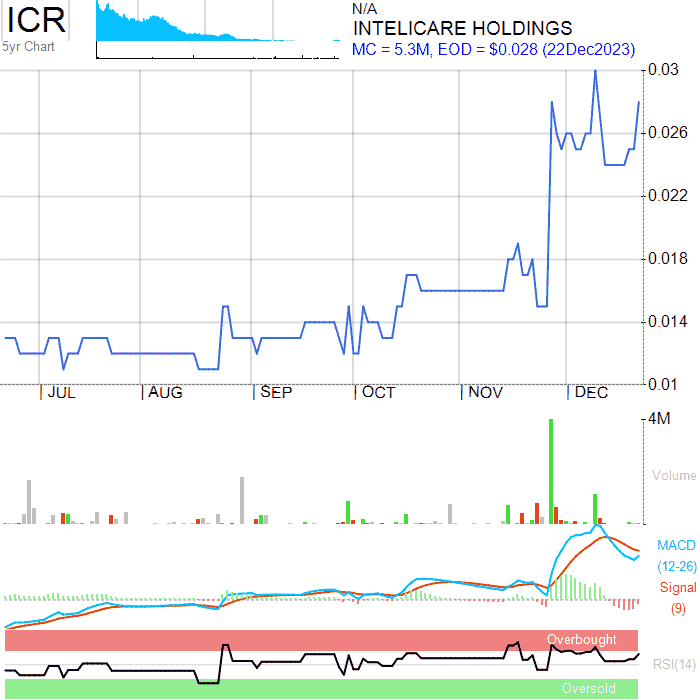 ICR
5yr Chart
N/A
INTELICARE HOLDINGS
MC = 5.3M, EOD = $0.028 (22Dec2023)
0.03
0.026
0.022
0.018
0.014
0.01
JUL AUG SEP OCT NOV DEC
4M
Volume
MACD
(12-26)
Signal
(9)
Overbought
RSI(14)
Oversold